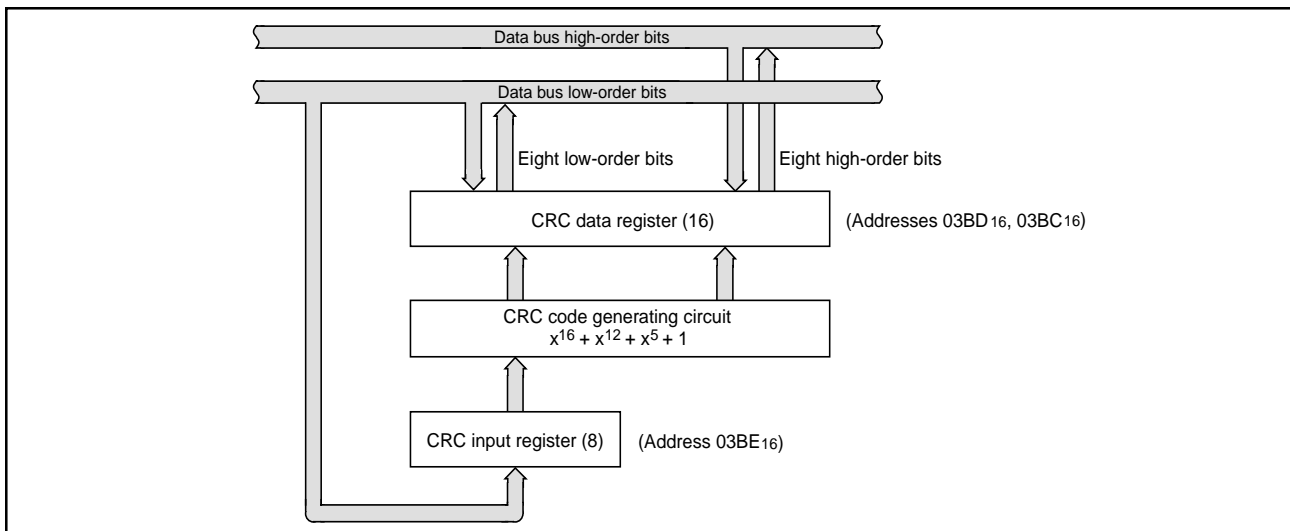 Data bus high-order bits
Data bus low-order bits
Eight low-order bits
Eight high-order bits
CRC data register (16)
(Addresses 03BD16, 03BC16)
CRC code generating circuit
x16 + x12 + x5 + 1
CRC input register (8)
(Address 03BE16)